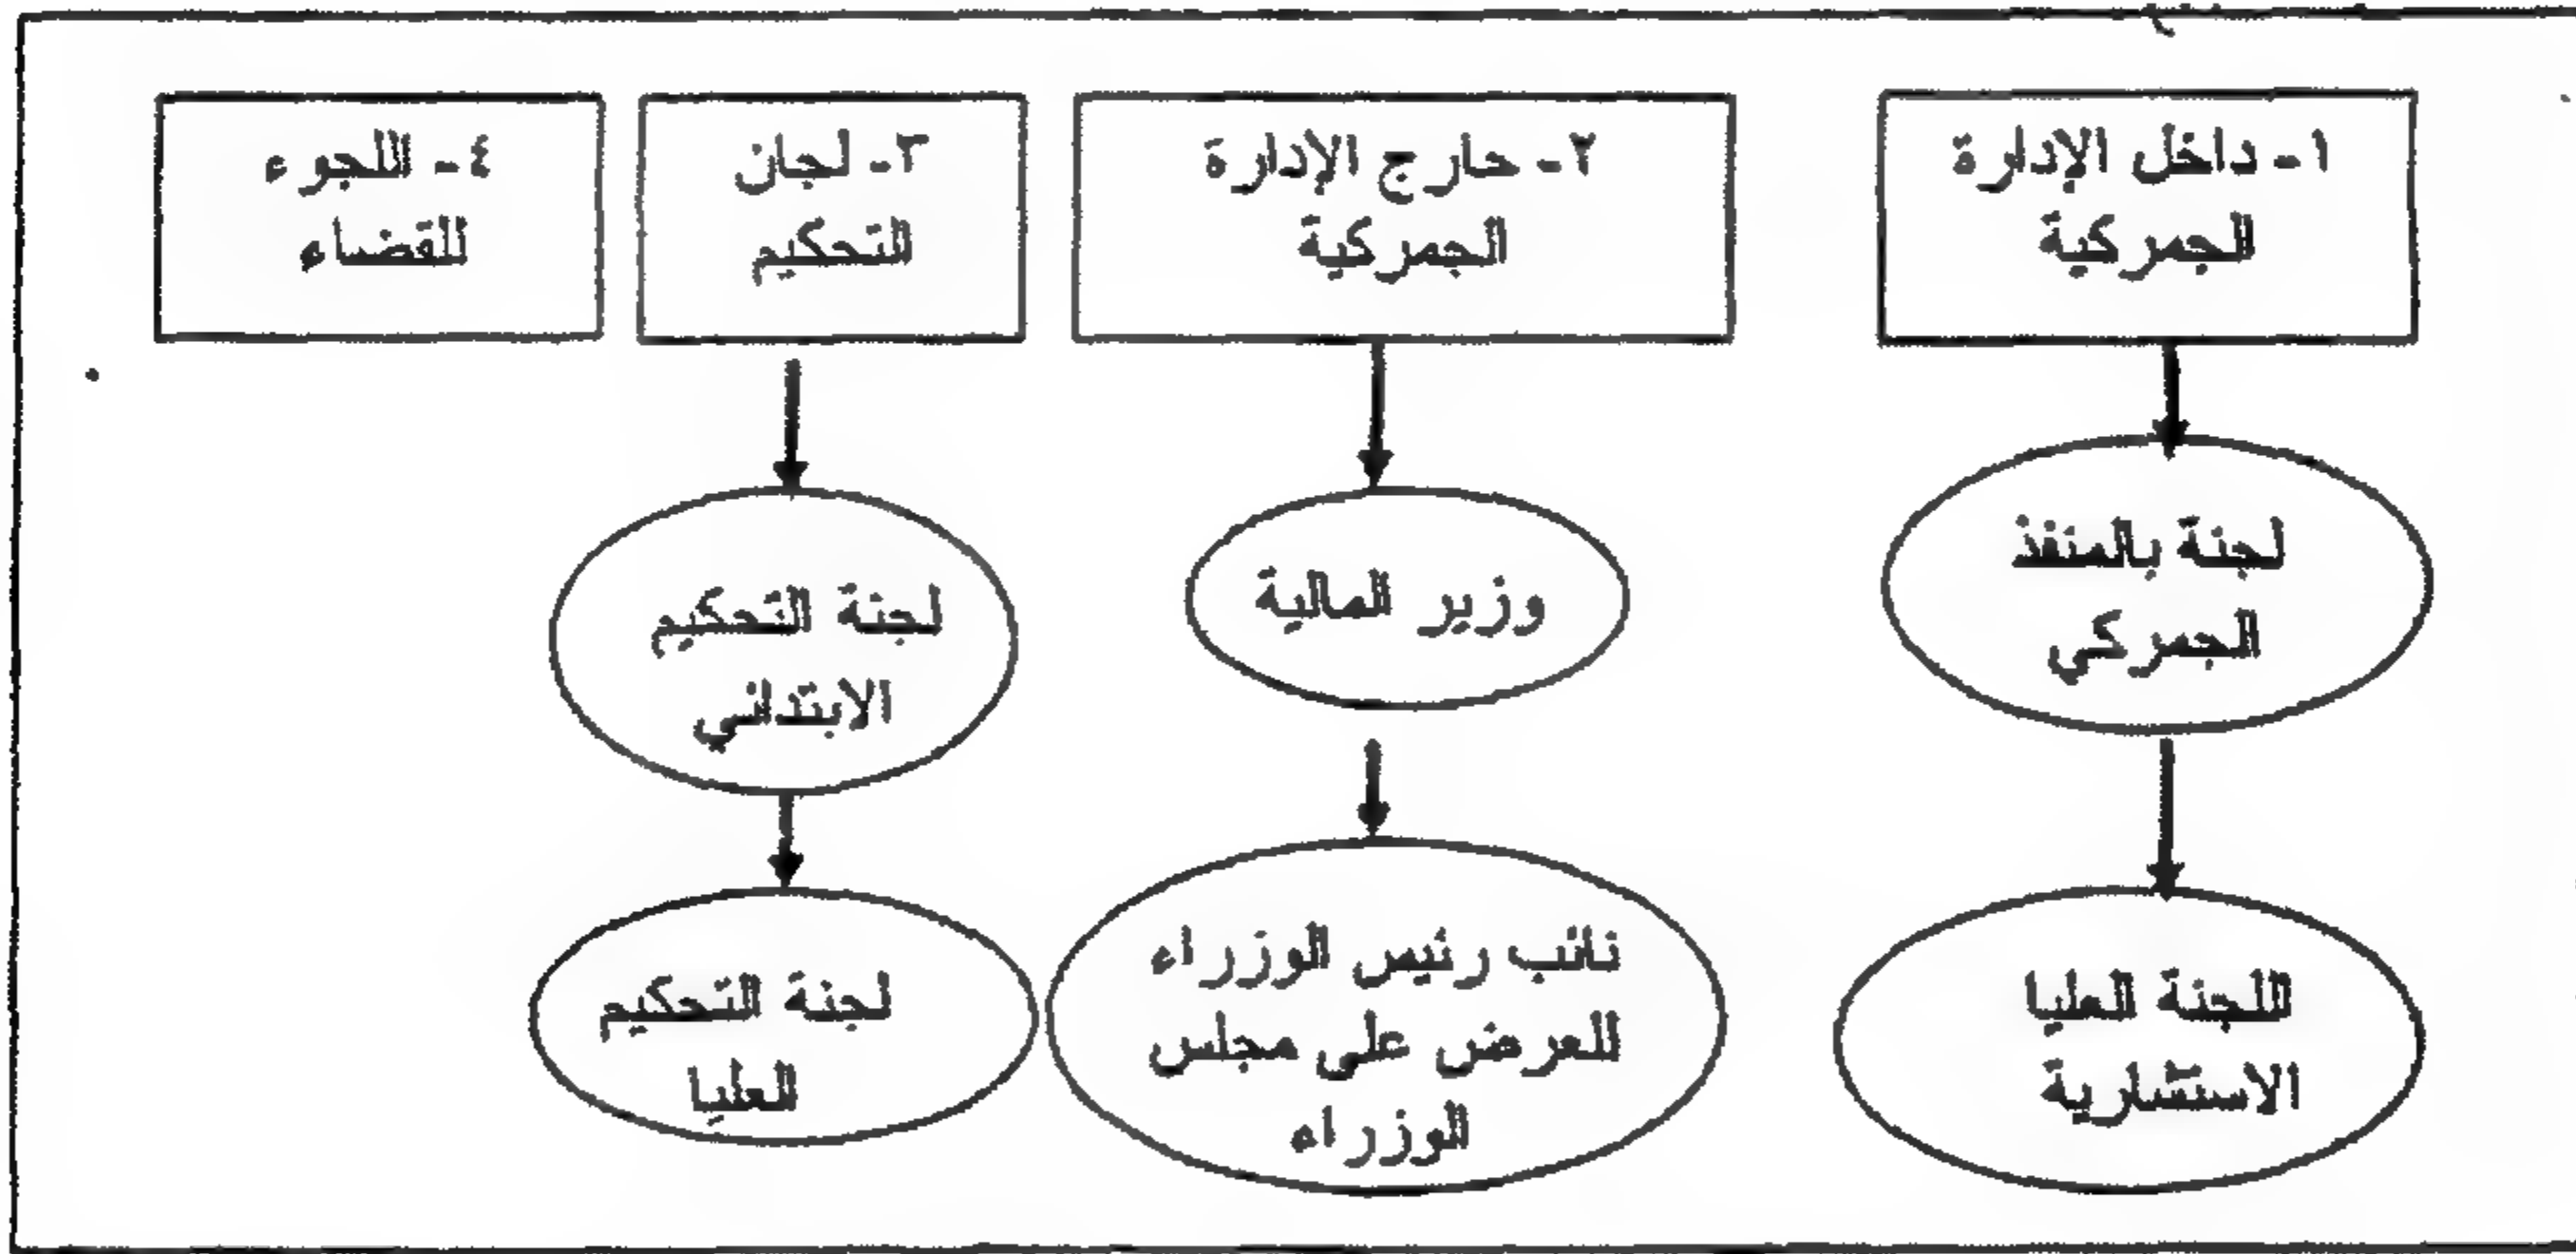 ١- داخل الإدارة
الجمركية
٢- حارج الإدارة
الجمركية
٣- لجان
التحكيم
٤- اللجوء
للقضاء
لجنة بالمنفذ
الجمركي
اللجنة العليا
الاستشارية
وزير المالية
نائب رئيس الوزراء
للعرض على مجلس
الوزراء
لجنة التحكيم
الابتدائي
لجنة التحكيم
العليا